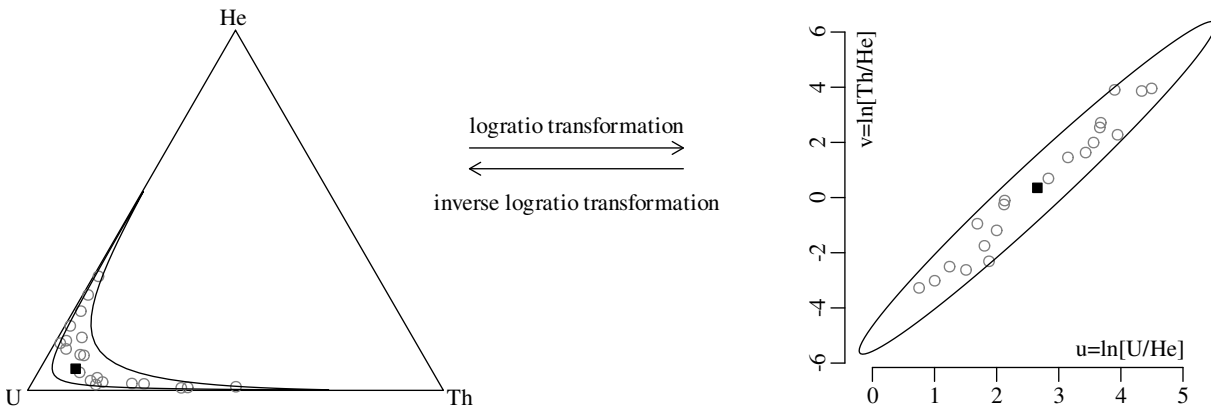 He
U
Th
logratio transformation
inverse logratio transformation
v=ln[Th/He]
6
4
2
0
-2
-4
-6
u=ln[U/He]
0 1 2 3 4 5